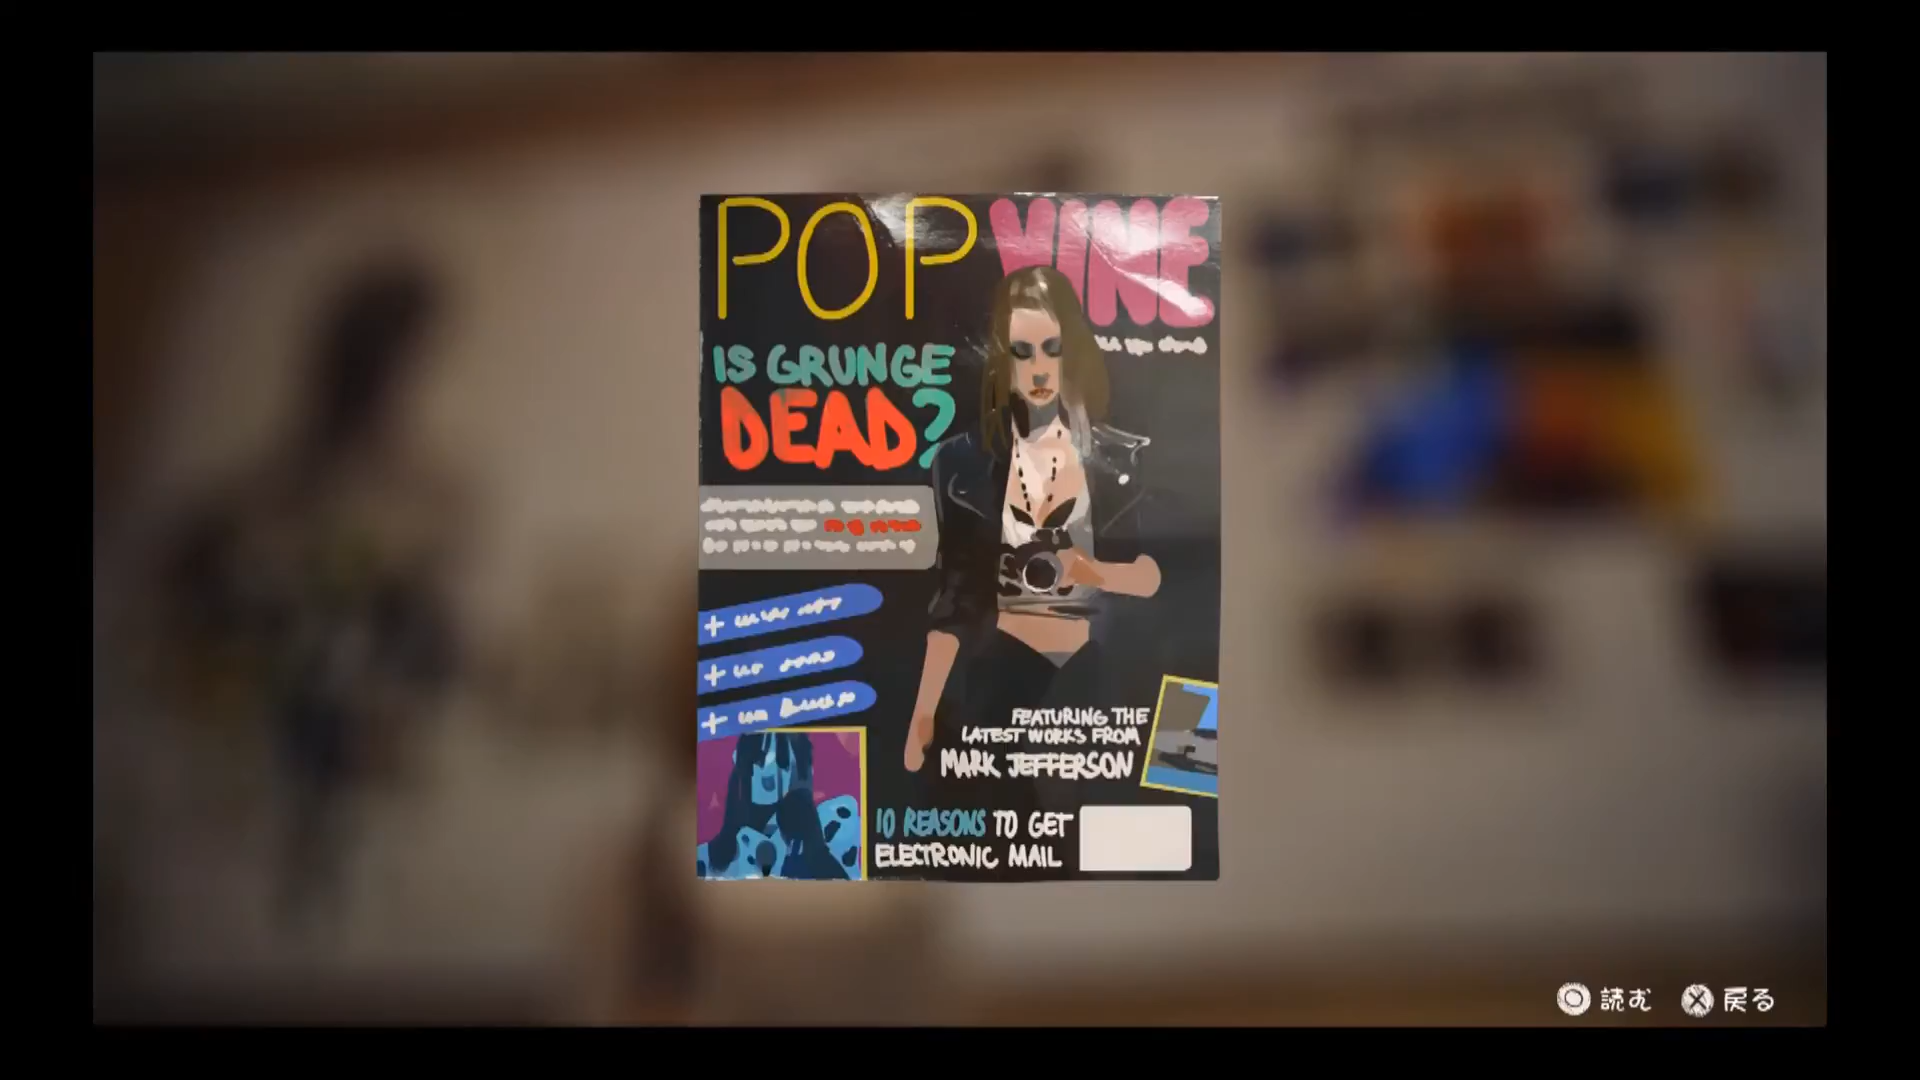 POP VINE
IS GRUNGE
DEAD?
FEATURING THE
LATEST WORKS FROM
MARK JEFFERSON
10 REASONS TO GET
ELECTRONIC MAIL
読む
戻る